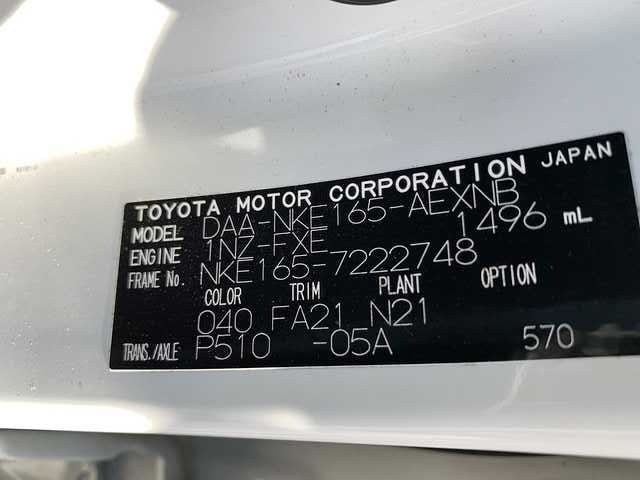 TOYOTA MOTOR CORPORATION JAPAN
MODEL DAA-NKE165-AEXNB
ENGINE 1NZ-FXE 1496 mL
FRAME No. NKE165-7222748
COLOR TRIM PLANT OPTION
040 FA21 N21
TRANS./AXLE P510 -05A 570